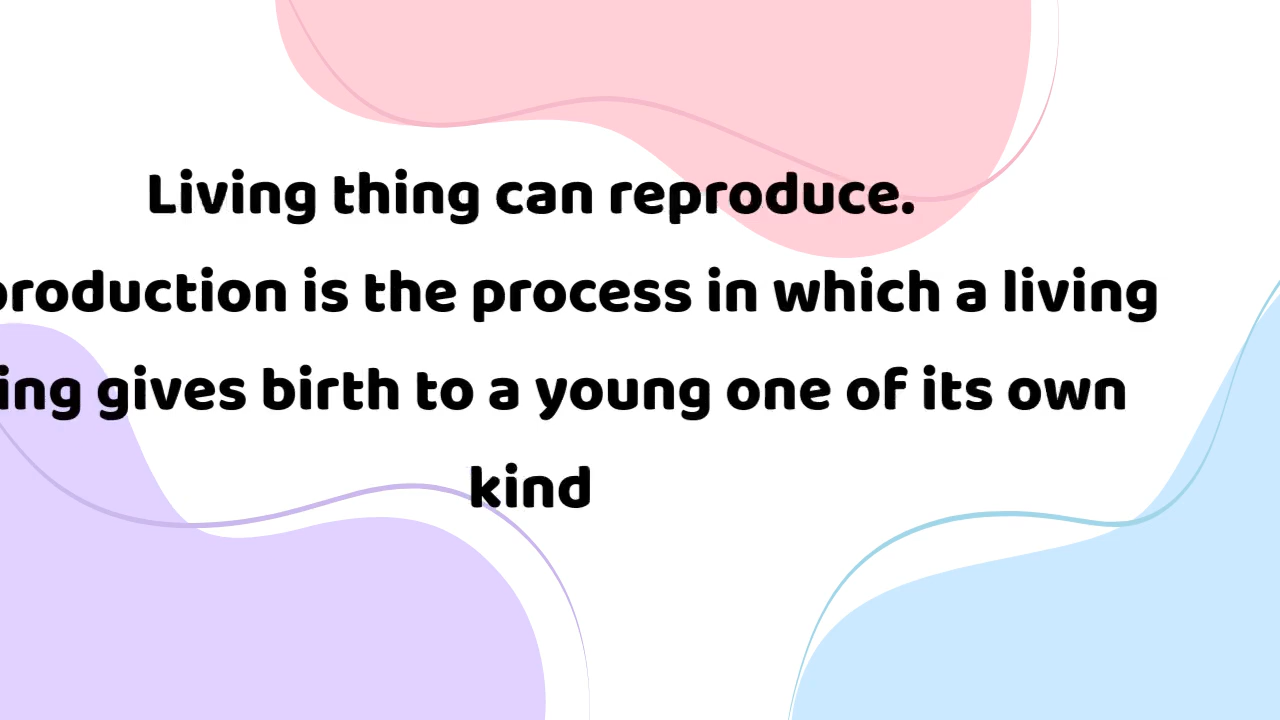 Living thing can reproduce.
production is the process in which a living
ing gives birth to a young one of its own
kind